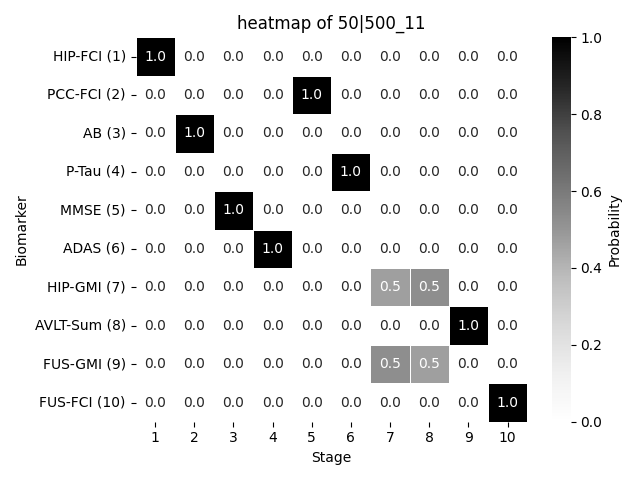 heatmap of 50|500_11
HIP-FCI (1) 1.0 0.0 0.0 0.0 0.0 0.0 0.0 0.0 0.0 0.0
PCC-FCI (2) 0.0 0.0 0.0 0.0 1.0 0.0 0.0 0.0 0.0 0.0
AB (3) 0.0 1.0 0.0 0.0 0.0 0.0 0.0 0.0 0.0 0.0
P-Tau (4) 0.0 0.0 0.0 0.0 0.0 1.0 0.0 0.0 0.0 0.0
MMSE (5) 0.0 0.0 1.0 0.0 0.0 0.0 0.0 0.0 0.0 0.0
ADAS (6) 0.0 0.0 0.0 1.0 0.0 0.0 0.0 0.0 0.0 0.0
HIP-GMI (7) 0.0 0.0 0.0 0.0 0.0 0.0 0.5 0.5 0.0 0.0
AVLT-Sum (8) 0.0 0.0 0.0 0.0 0.0 0.0 0.0 0.0 1.0 0.0
FUS-GMI (9) 0.0 0.0 0.0 0.0 0.0 0.0 0.5 0.5 0.0 0.0
FUS-FCI (10) 0.0 0.0 0.0 0.0 0.0 0.0 0.0 0.0 0.0 1.0
1 2 3 4 5 6 7 8 9 10
Stage
Biomarker
1.0
0.8
0.6
0.4
0.2
0.0
Probability